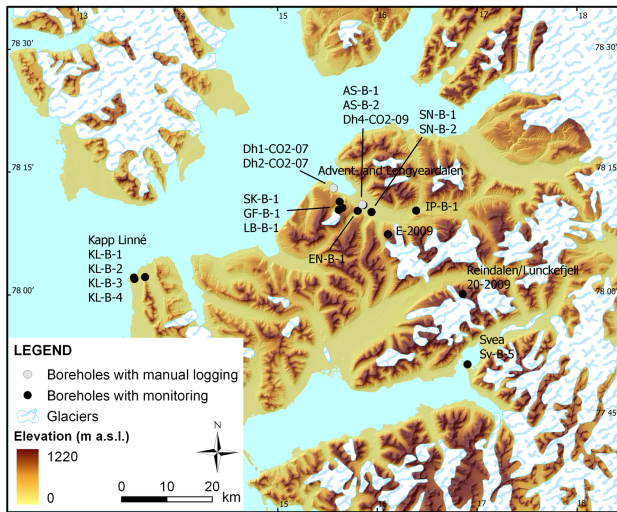 13
14
15
16
17
18
78 30'
78 30'
AS-B-1
AS-B-2
Dh4-CO2-09
SN-B-1
SN-B-2
Dh1-CO2-07
Dh2-CO2-07
78 15'
78 15'
Advent- and Longyeardalen
SK-B-1
GF-B-1
LB-B-1
IP-B-1
E-2009
EN-B-1
Kapp Linné
KL-B-1
KL-B-2
KL-B-3
KL-B-4
Reindalen/Lunckefjell
20-2009
78 00'
78 00'
Svea
Sv-B-5
LEGEND
Boreholes with manual logging
Boreholes with monitoring
Glaciers
Elevation (m a.s.l.)
1220
0
N
0 10 20
km
77 45'
15
16
17
18